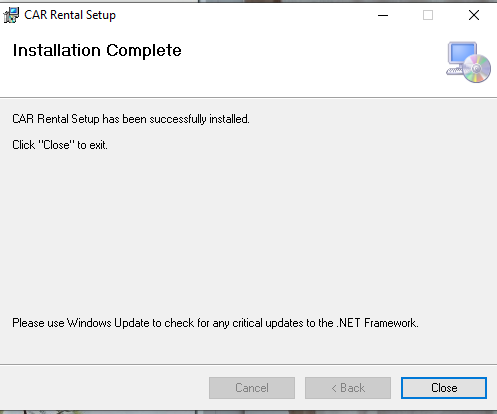 CAR Rental Setup
Installation Complete
CAR Rental Setup has been successfully installed.
Click "Close" to exit.
Please use Windows Update to check for any critical updates to the .NET Framework.
Cancel
< Back
Close